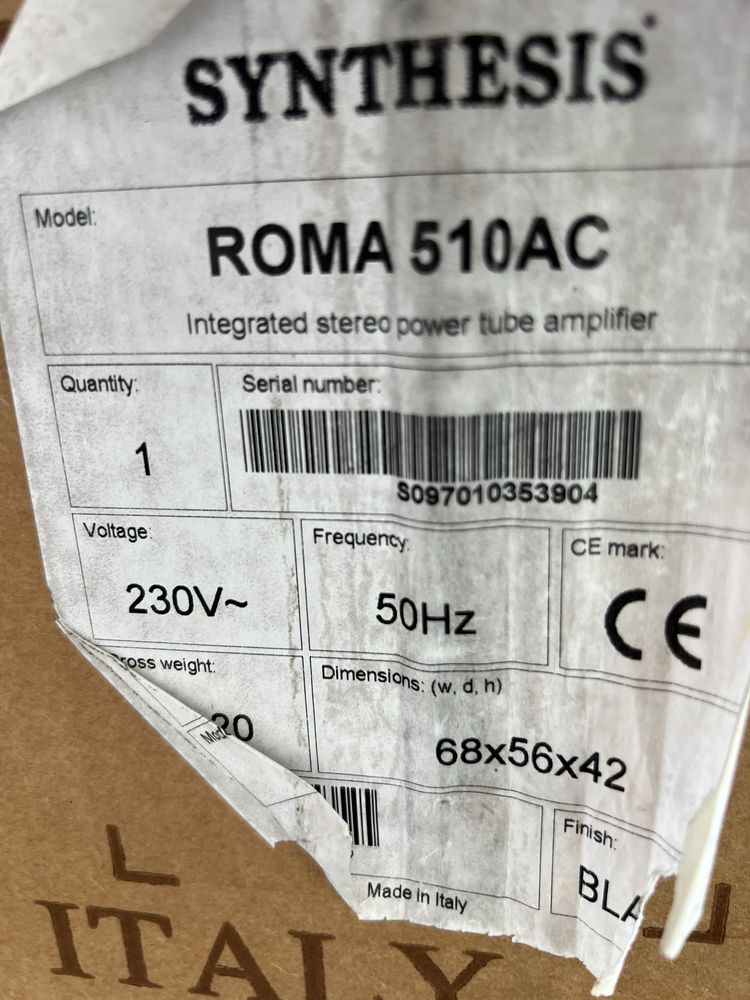 SYNTHESIS
Model:
ROMA 510AC
Integrated stereo power tube amplifier
Quantity:
1
Serial number:
S097010353904
Voltage:
230V~
Frequency:
50Hz
CE mark:
CE
ross weight:
20
Dimensions: (w, d, h)
68x56x42
Finish:
BLA
Made in Italy
ITALY